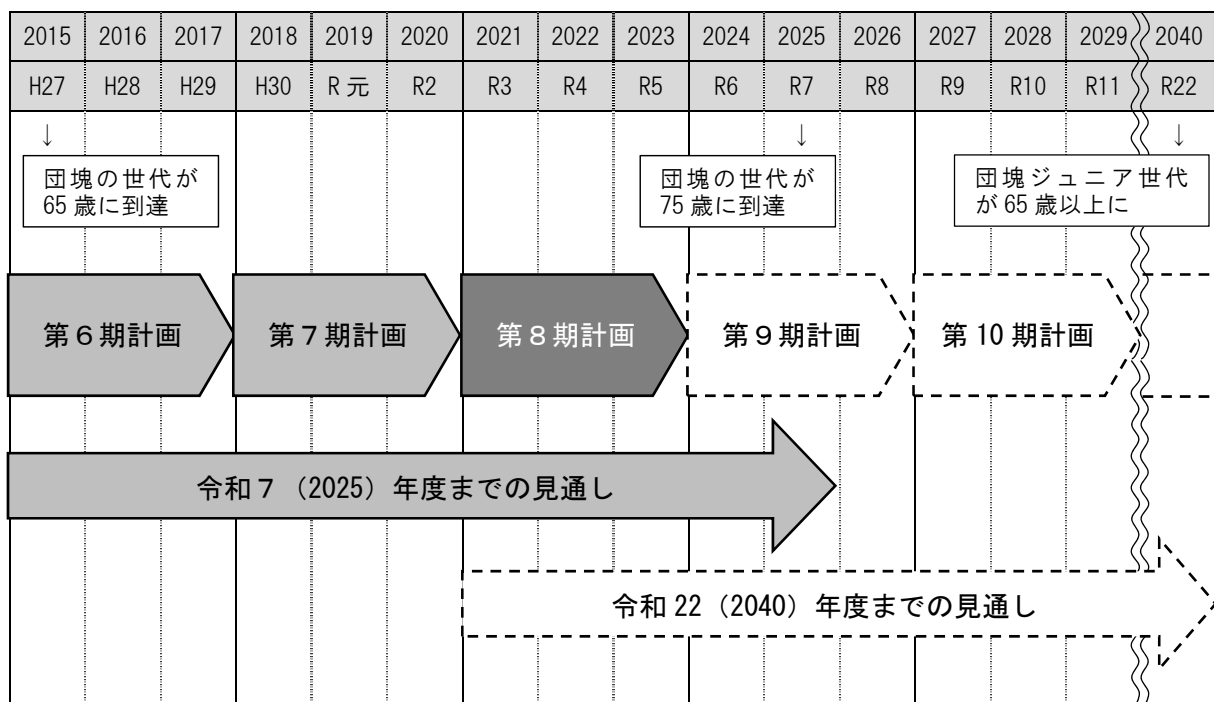 2015 2016 2017 2018 2019 2020 2021 2022 2023 2024 2025 2026 2027 2028 2029 2040
H27 H28 H29 H30 R元 R2 R3 R4 R5 R6 R7 R8 R9 R10 R11 R22
↓ ↓ ↓
団塊の世代が
65歳に到達
団塊の世代が
75歳に到達
団塊ジュニア世代
が65歳以上に
第6期計画 第7期計画 第8期計画 第9期計画 第10期計画
令和7（2025）年度までの見通し
令和22（2040）年度までの見通し